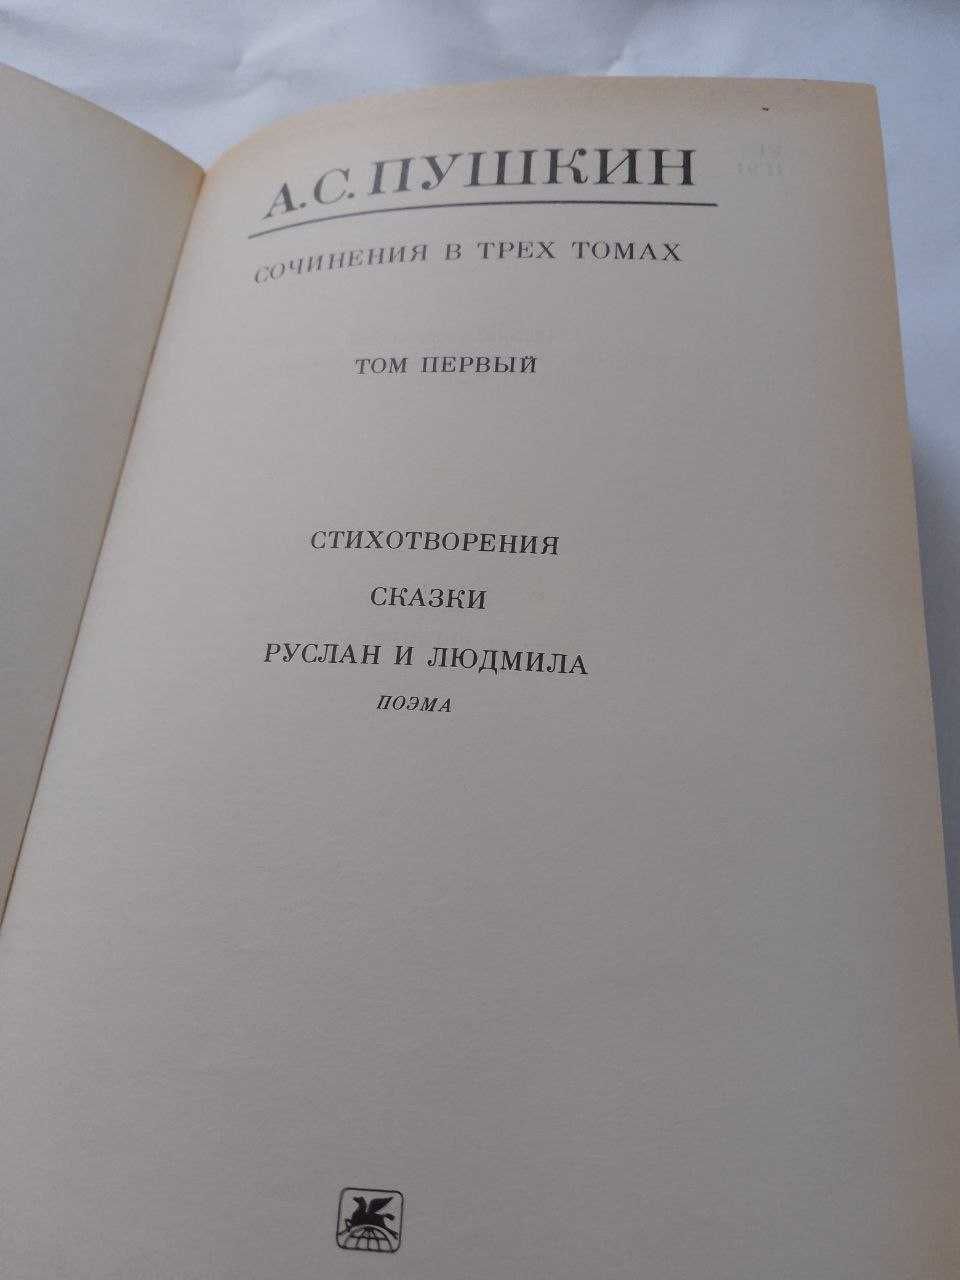 А.С.ПУШКИН
СОЧИНЕНИЯ В ТРЕХ ТОМАХ
ТОМ ПЕРВЫЙ
СТИХОТВОРЕНИЯ
СКАЗКИ
РУСЛАН И ЛЮДМИЛА
ПОЭМА